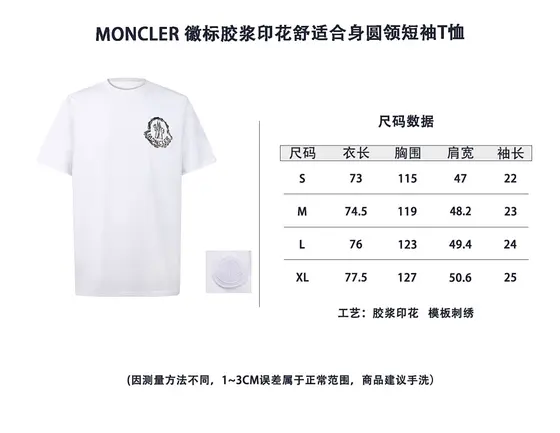 MONCLER 徽标胶浆印花舒适合身圆领短袖T恤
MONCLER
尺码数据
尺码 衣长 胸围 肩宽 袖长
S 73 115 47 22
M 74.5 119 48.2 23
L 76 123 49.4 24
XL 77.5 127 50.6 25
工艺：胶浆印花 模板刺绣
(因测量方法不同，1~3CM误差属于正常范围，商品建议手洗)